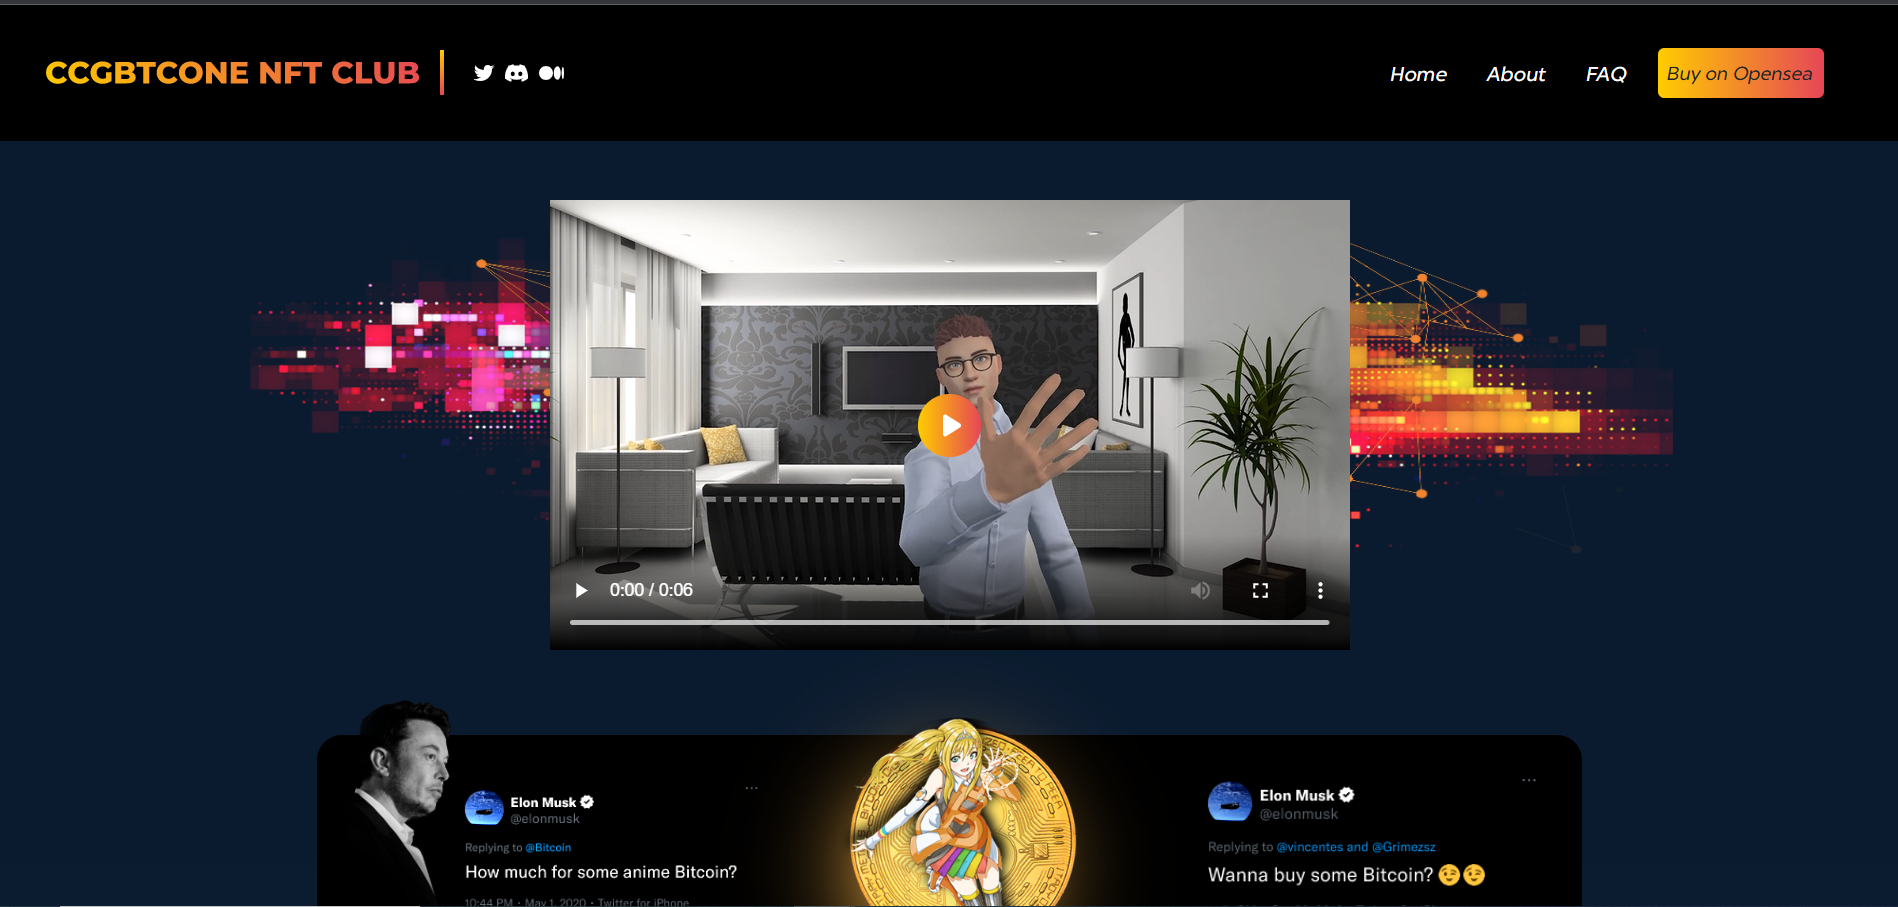 CCGBTCONE NFT CLUB
Home About FAQ Buy on Opensea
0:00 / 0:06
Elon Musk
@elonmusk
Replying to @Bitcoin
How much for some anime Bitcoin?
10:44 PM · May 1, 2020 · Twitter for iPhone
Elon Musk
@elonmusk
Replying to @vincentes and @Grimezsz
Wanna buy some Bitcoin? 😉😉